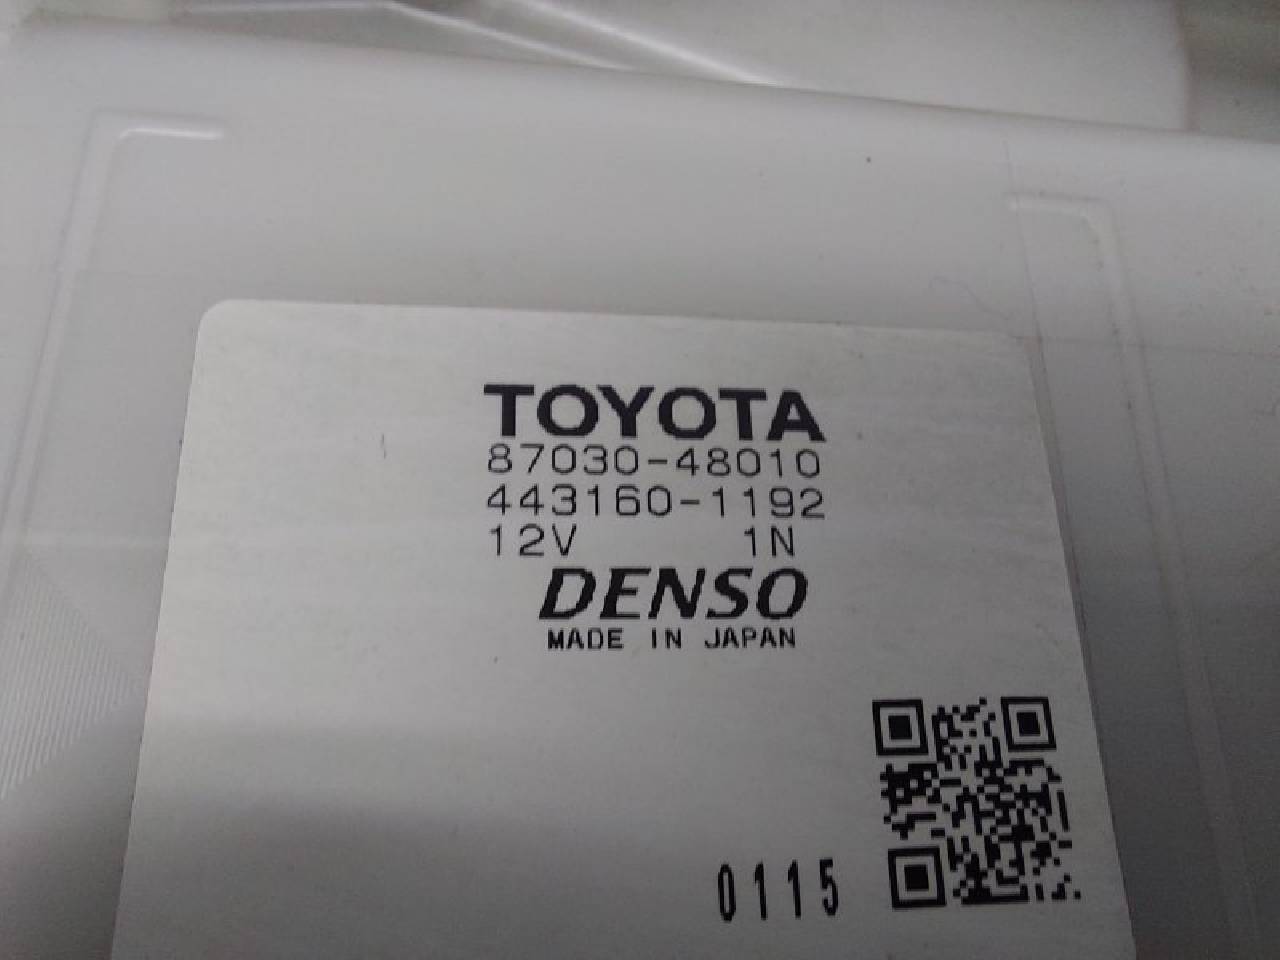 TOYOTA
87030-48010
443160-1192
12V 1N
DENSO
MADE IN JAPAN
0115